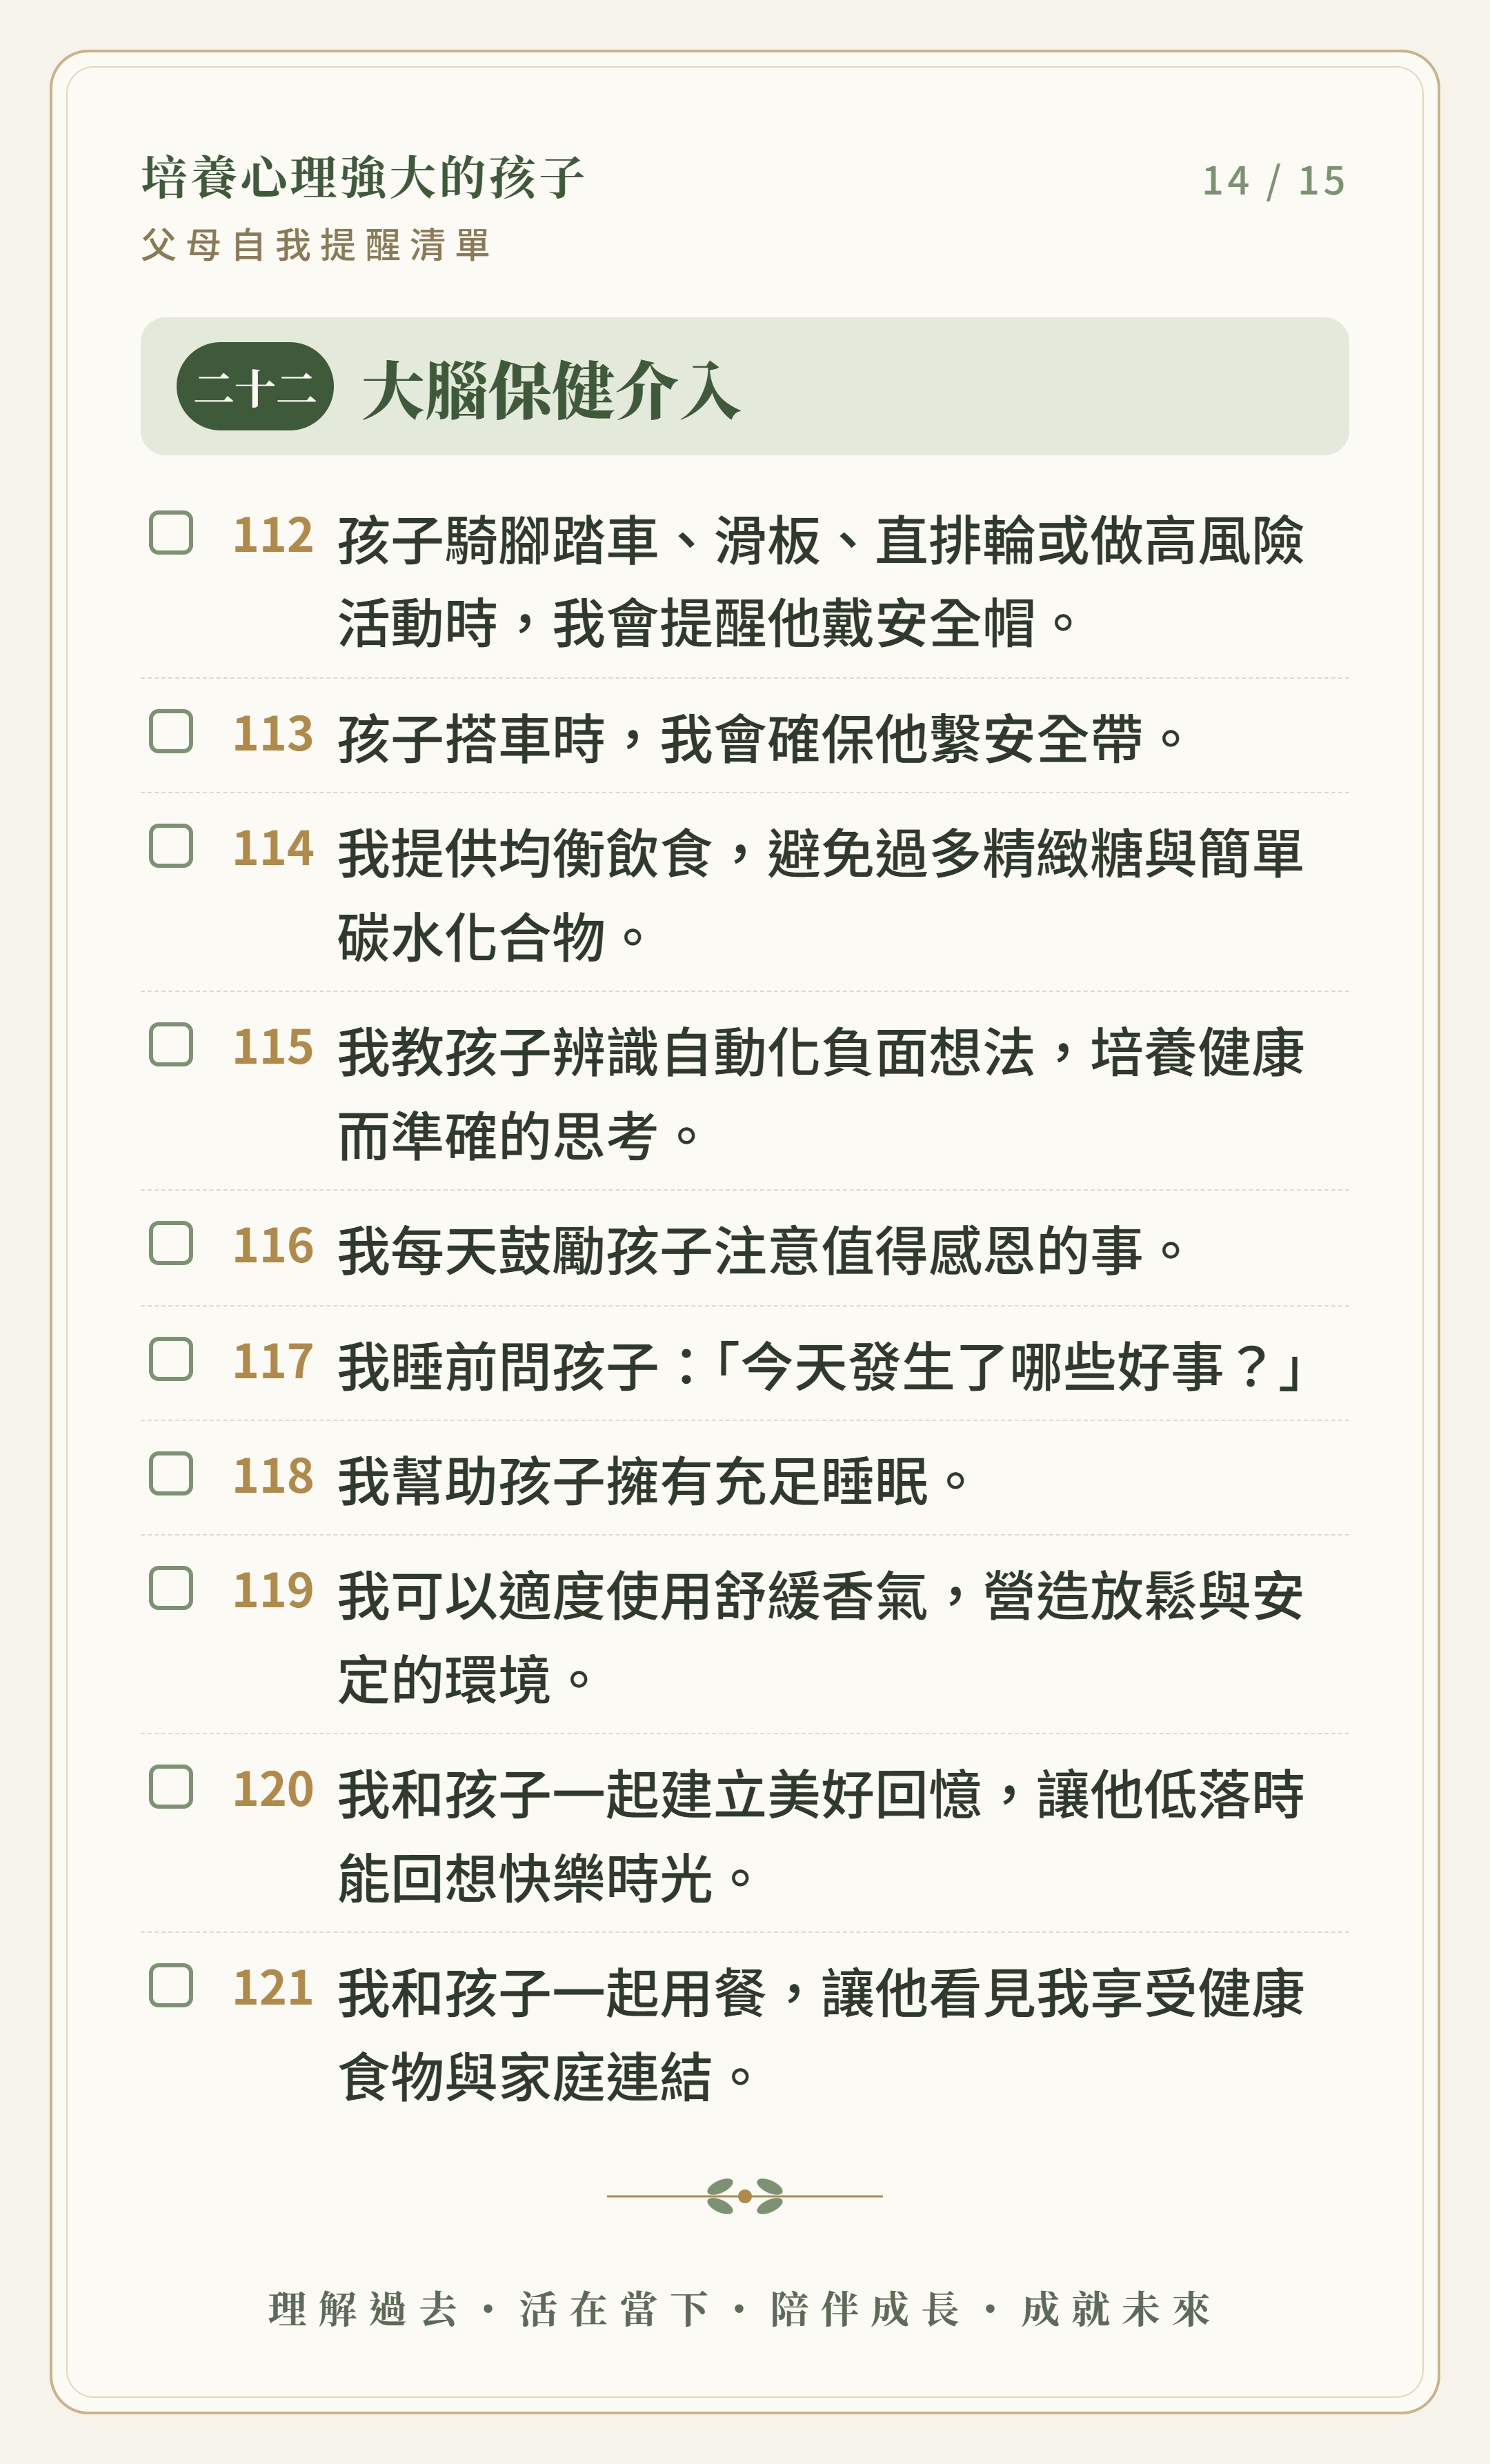 培養心理強大的孩子
14 / 15
父母自我提醒清單
二十二 大腦保健介入
112 孩子騎腳踏車、滑板、直排輪或做高風險
活動時，我會提醒他戴安全帽。
113 孩子搭車時，我會確保他繫安全帶。
114 我提供均衡飲食，避免過多精緻糖與簡單
碳水化合物。
115 我教孩子辨識自動化負面想法，培養健康
而準確的思考。
116 我每天鼓勵孩子注意值得感恩的事。
117 我睡前問孩子：「今天發生了哪些好事？」
118 我幫助孩子擁有充足睡眠。
119 我可以適度使用舒緩香氣，營造放鬆與安
定的環境。
120 我和孩子一起建立美好回憶，讓他低落時
能回想快樂時光。
121 我和孩子一起用餐，讓他看見我享受健康
食物與家庭連結。
理解過去・活在當下・陪伴成長・成就未來